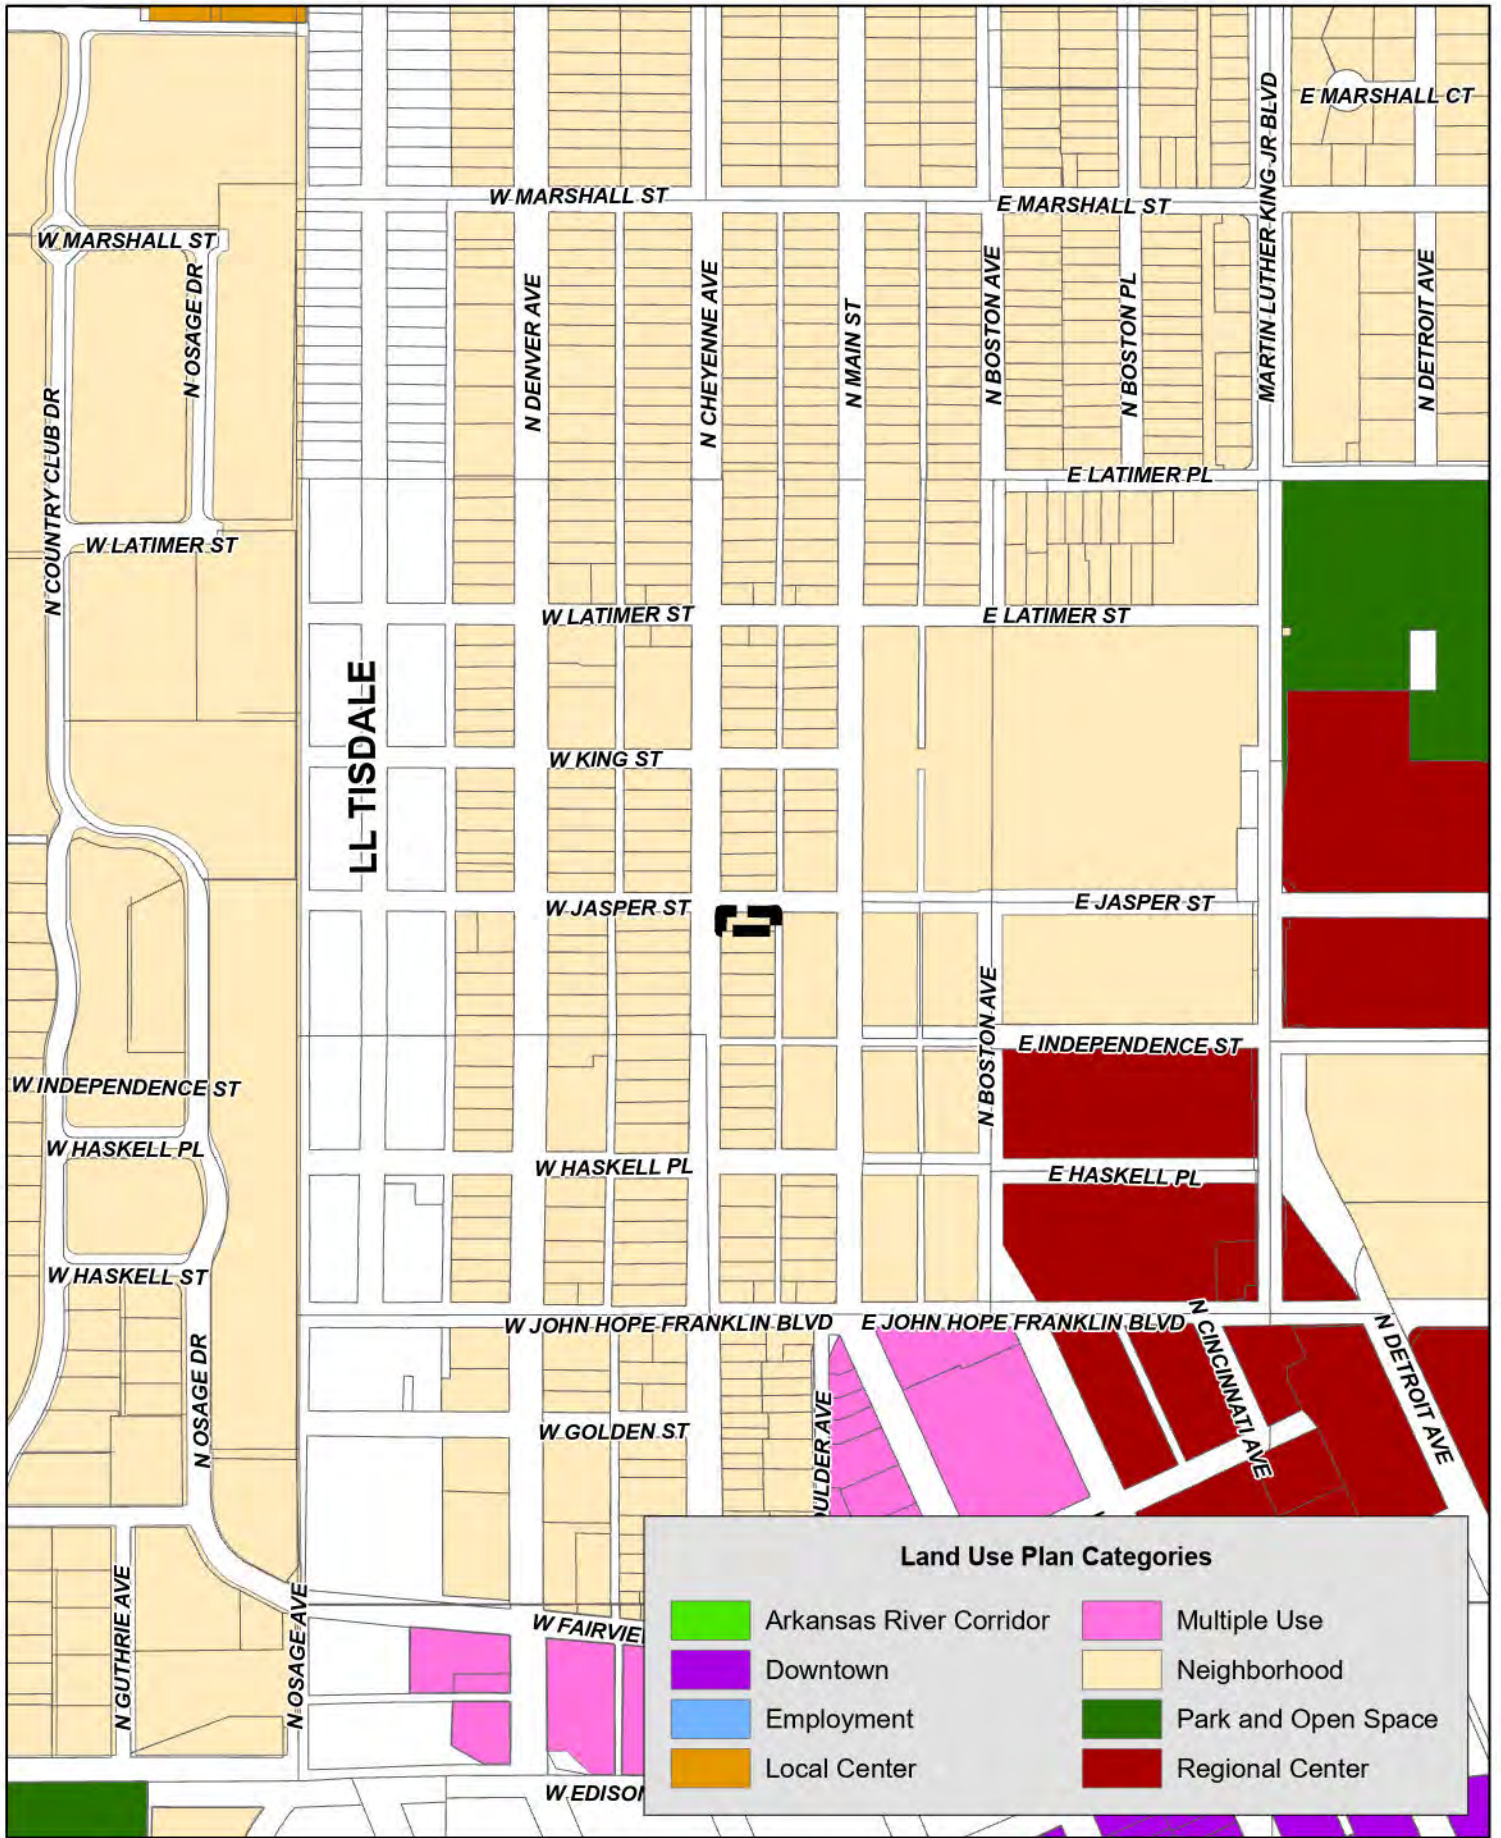 E MARSHALL CT
W MARSHALL ST
E MARSHALL ST
MARTIN LUTHER KING JR BLVD
W MARSHALL ST
N OSAGE DR
N DENVER AVE
N CHEYENNE AVE
N MAIN ST
N BOSTON AVE
N BOSTON PL
N DETROIT AVE
N COUNTRY CLUB DR
E LATIMER PL
W LATIMER ST
W LATIMER ST
E LATIMER ST
LL TISDALE
W KING ST
W JASPER ST
E JASPER ST
N BOSTON AVE
E INDEPENDENCE ST
W INDEPENDENCE ST
W HASKELL PL
W HASKELL PL
E HASKELL PL
W HASKELL ST
W JOHN HOPE FRANKLIN BLVD
E JOHN HOPE FRANKLIN BLVD
N CINCINNATI AVE
N DETROIT AVE
N OSAGE DR
W GOLDEN ST
OULDER AVE
N GUTHRIE AVE
N OSAGE AVE
W FAIRVIE
W EDISON
Land Use Plan Categories
Arkansas River Corridor
Downtown
Employment
Local Center
Multiple Use
Neighborhood
Park and Open Space
Regional Center